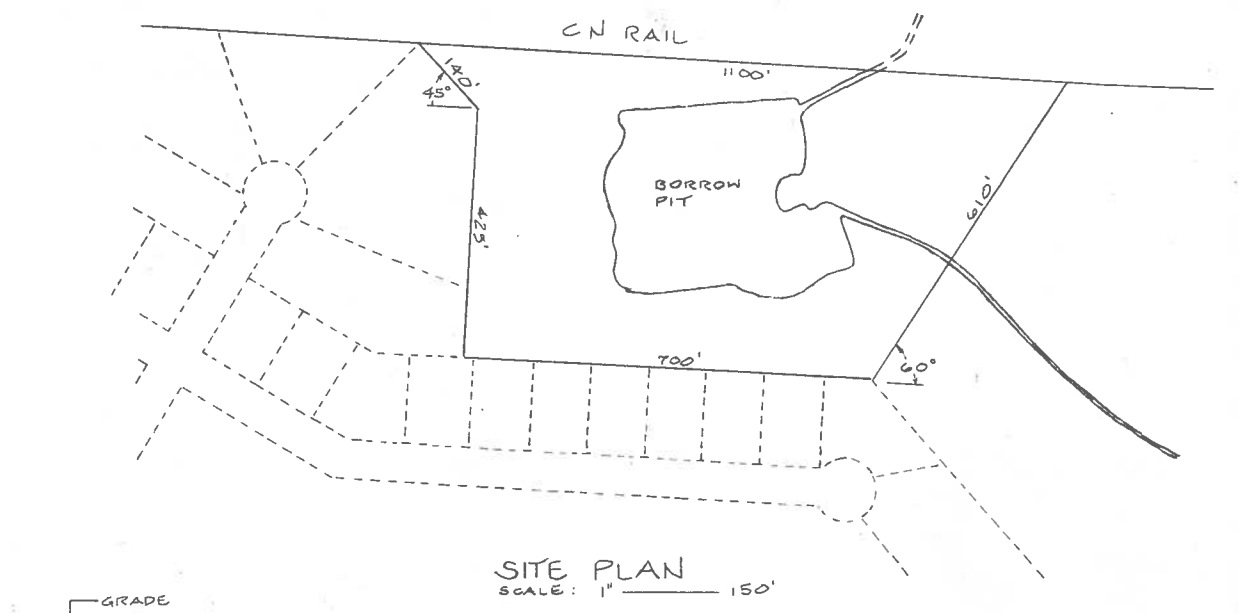 CN RAIL
1100'
140'
45°
BORROW
PIT
425'
610'
700'
60°
SITE PLAN
SCALE: 1" 150'
GRADE